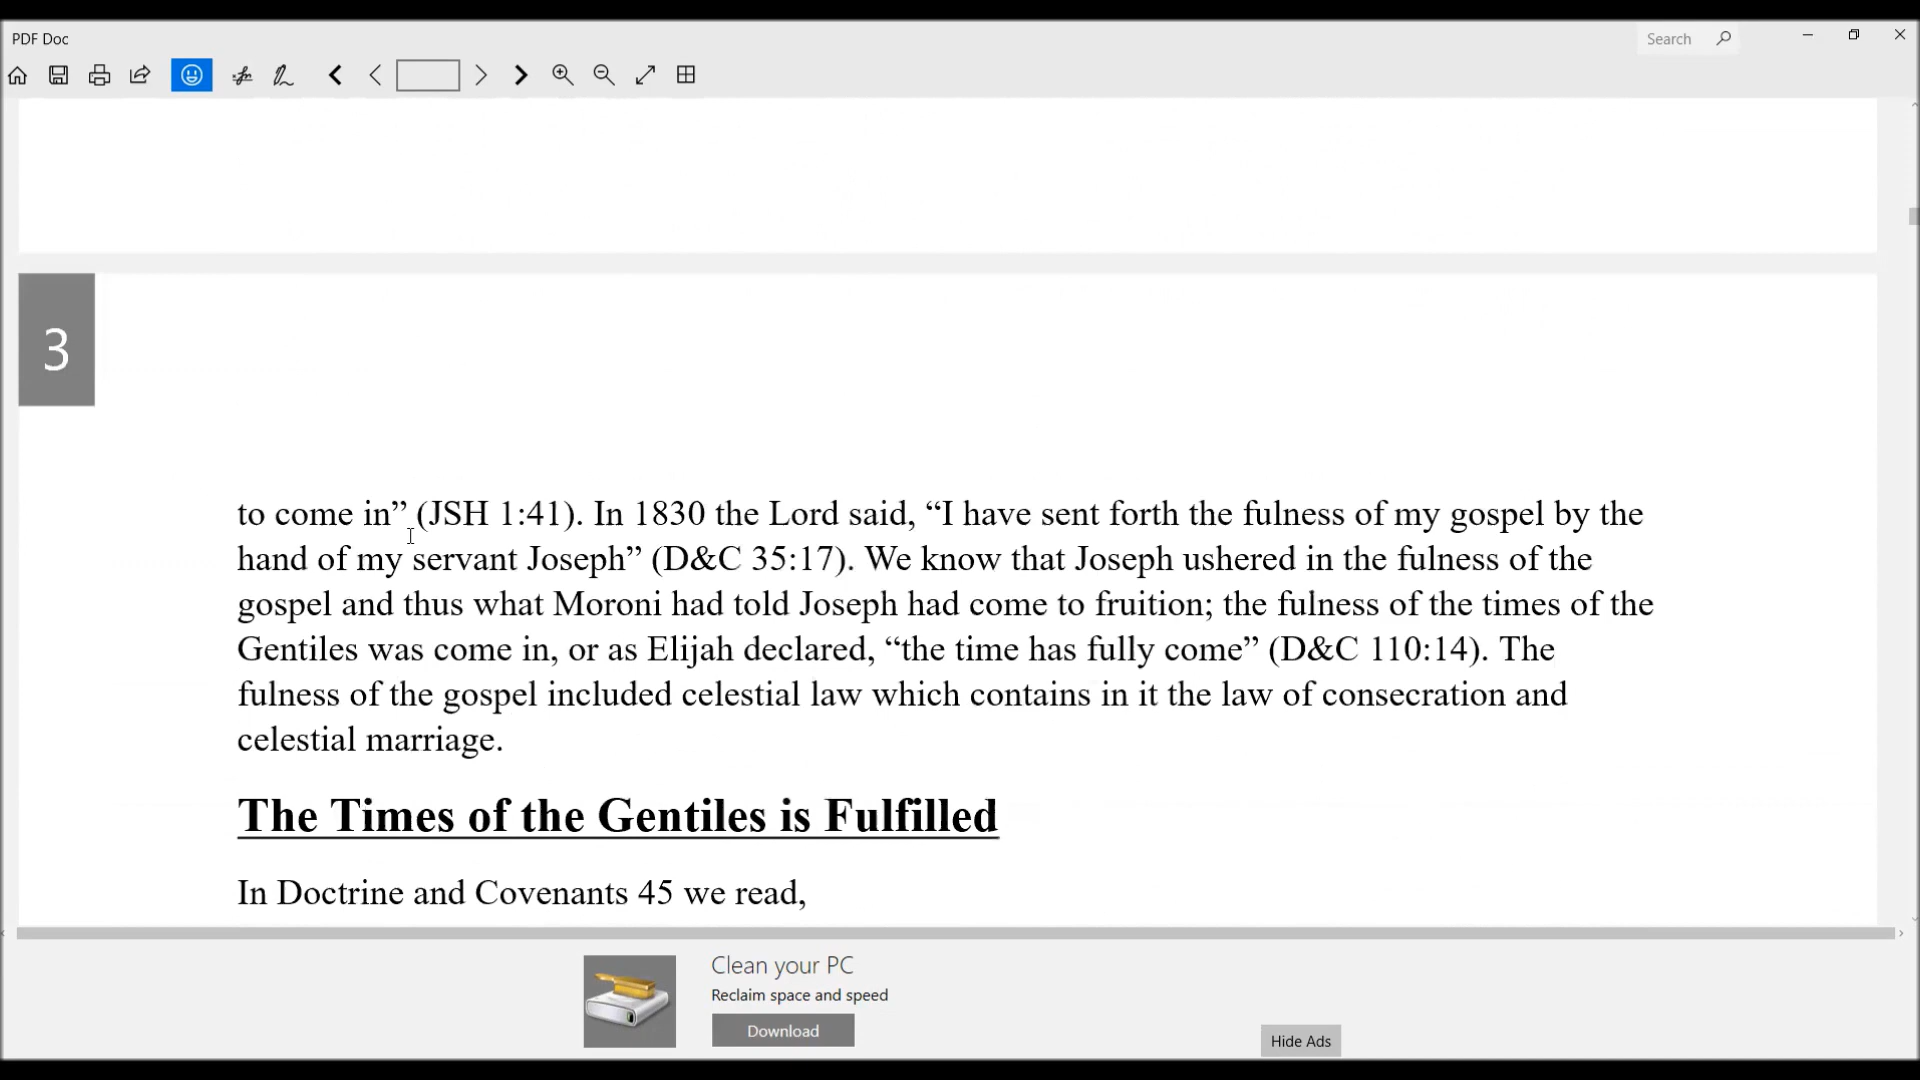 PDF Doc
Search
3
to come in” (JSH 1:41). In 1830 the Lord said, “I have sent forth the fulness of my gospel by the
hand of my servant Joseph” (D&C 35:17). We know that Joseph ushered in the fulness of the
gospel and thus what Moroni had told Joseph had come to fruition; the fulness of the times of the
Gentiles was come in, or as Elijah declared, “the time has fully come” (D&C 110:14). The
fulness of the gospel included celestial law which contains in it the law of consecration and
celestial marriage.
The Times of the Gentiles is Fulfilled
In Doctrine and Covenants 45 we read,
Clean your PC
Reclaim space and speed
Download
Hide Ads